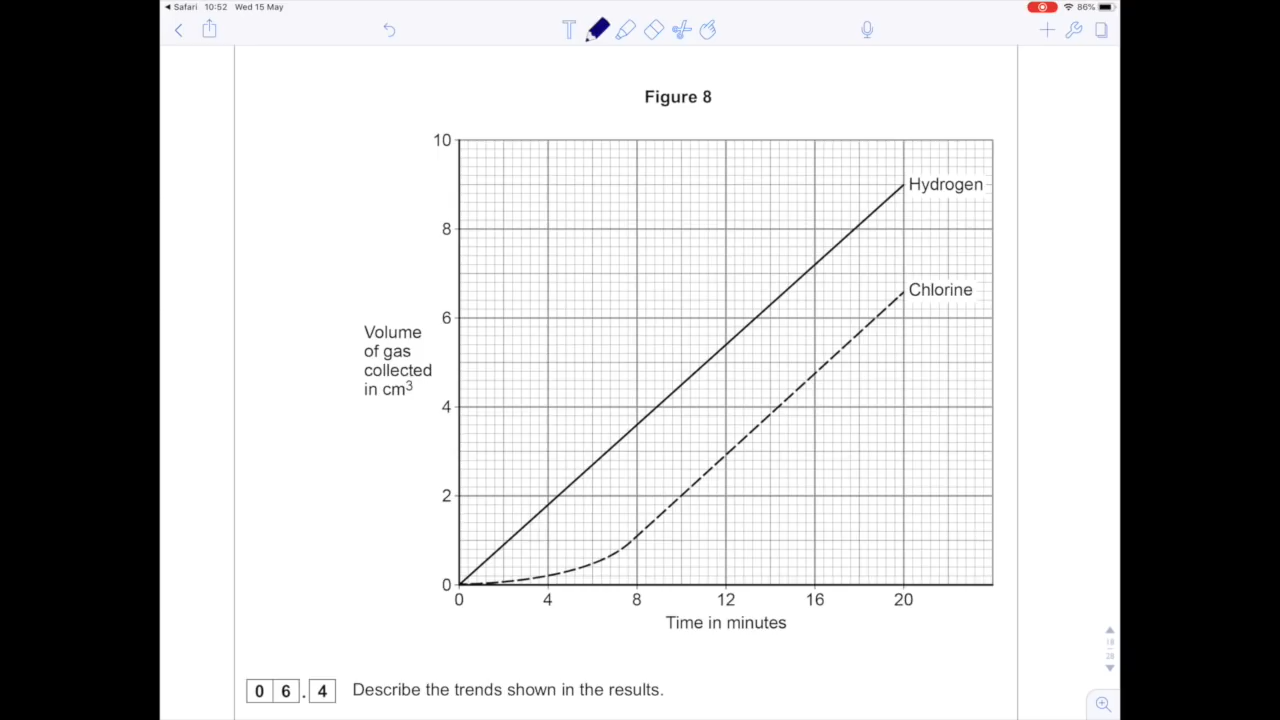 Safari 10:52 Wed 15 May 86%
T
Figure 8
10
Hydrogen
8
Chlorine
6
Volume
of gas
collected
in cm³
4
2
0
0 4 8 12 16 20
Time in minutes
18
28
0 6 . 4 Describe the trends shown in the results.